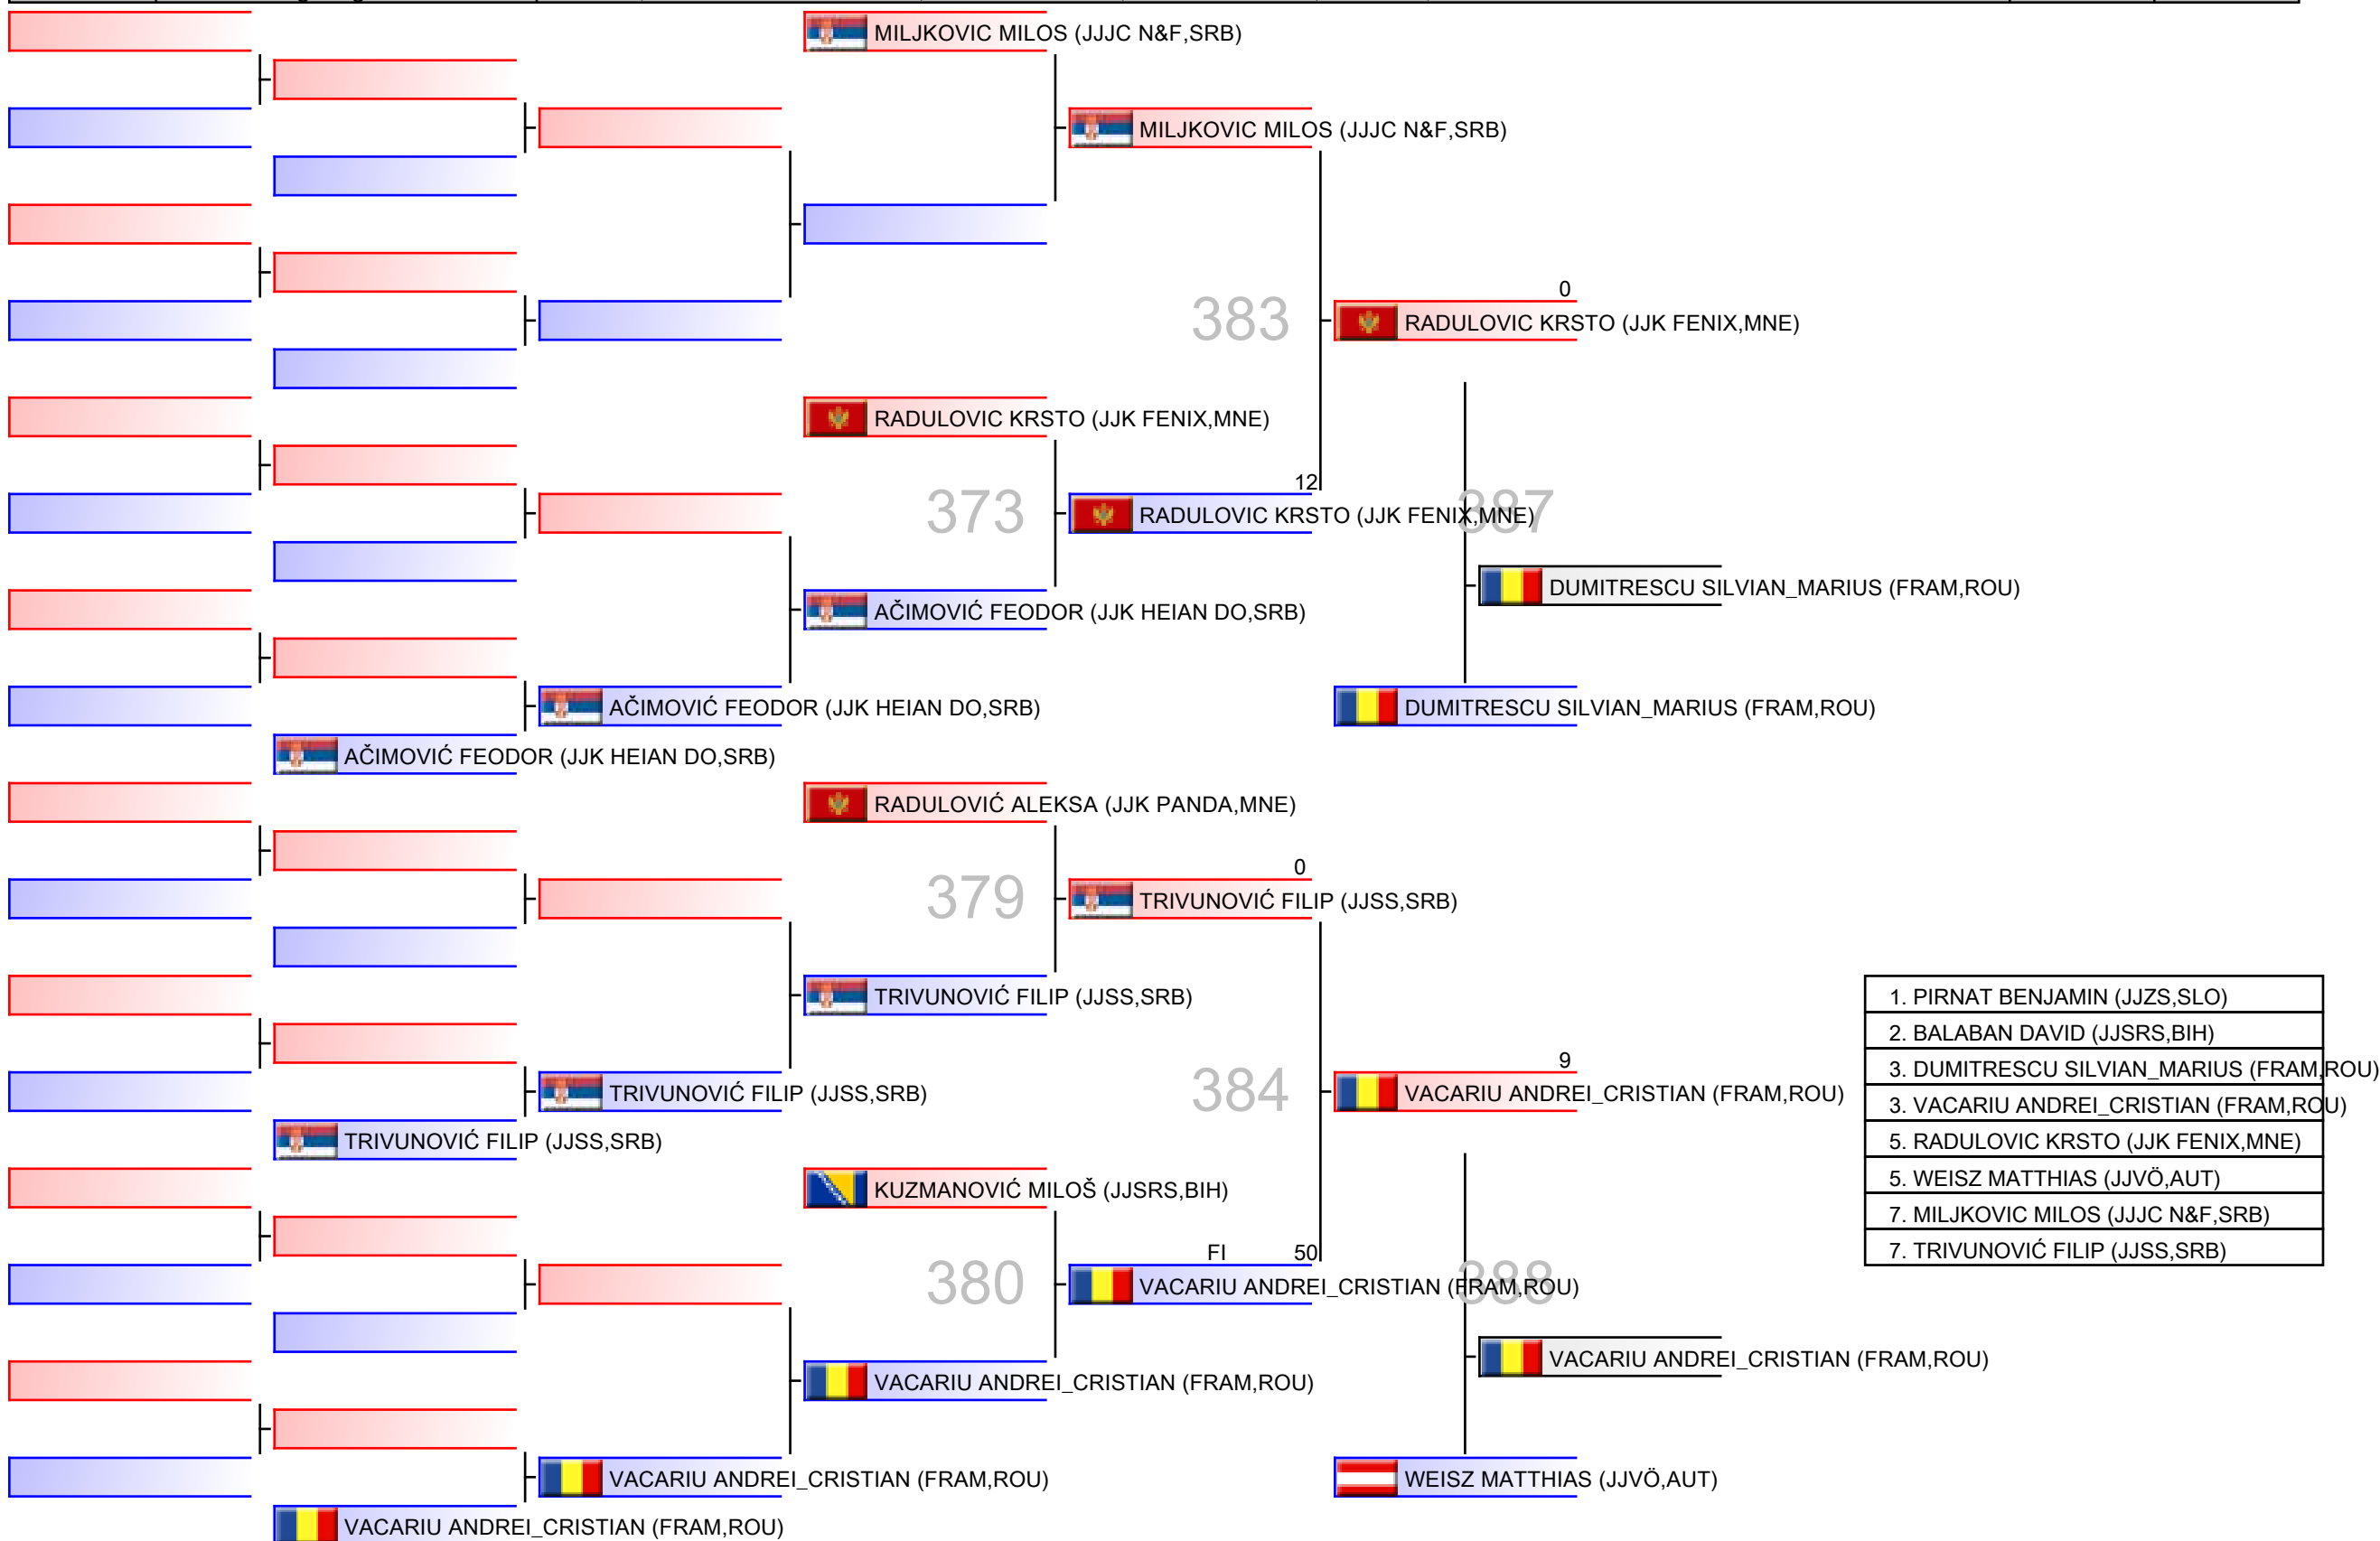 MILJKOVIC MILOS (JJJC N&F,SRB)
MILJKOVIC MILOS (JJJC N&F,SRB)
383
0
RADULOVIC KRSTO (JJK FENIX,MNE)
RADULOVIC KRSTO (JJK FENIX,MNE)
373
12
RADULOVIC KRSTO (JJK FENIX,MNE)
387
DUMITRESCU SILVIAN_MARIUS (FRAM,ROU)
AČIMOVIĆ FEODOR (JJK HEIAN DO,SRB)
AČIMOVIĆ FEODOR (JJK HEIAN DO,SRB)
DUMITRESCU SILVIAN_MARIUS (FRAM,ROU)
AČIMOVIĆ FEODOR (JJK HEIAN DO,SRB)
RADULOVIĆ ALEKSA (JJK PANDA,MNE)
379
0
TRIVUNOVIĆ FILIP (JJSS,SRB)
TRIVUNOVIĆ FILIP (JJSS,SRB)
TRIVUNOVIĆ FILIP (JJSS,SRB)
384
9
VACARIU ANDREI_CRISTIAN (FRAM,ROU)
TRIVUNOVIĆ FILIP (JJSS,SRB)
KUZMANOVIĆ MILOŠ (JJSRS,BIH)
380
FI 50
VACARIU ANDREI_CRISTIAN (FRAM,ROU)
388
VACARIU ANDREI_CRISTIAN (FRAM,ROU)
VACARIU ANDREI_CRISTIAN (FRAM,ROU)
VACARIU ANDREI_CRISTIAN (FRAM,ROU)
WEISZ MATTHIAS (JJVÖ,AUT)
VACARIU ANDREI_CRISTIAN (FRAM,ROU)
1. PIRNAT BENJAMIN (JJZS,SLO)
2. BALABAN DAVID (JJSRS,BIH)
3. DUMITRESCU SILVIAN_MARIUS (FRAM,ROU)
3. VACARIU ANDREI_CRISTIAN (FRAM,ROU)
5. RADULOVIC KRSTO (JJK FENIX,MNE)
5. WEISZ MATTHIAS (JJVÖ,AUT)
7. MILJKOVIC MILOS (JJJC N&F,SRB)
7. TRIVUNOVIĆ FILIP (JJSS,SRB)